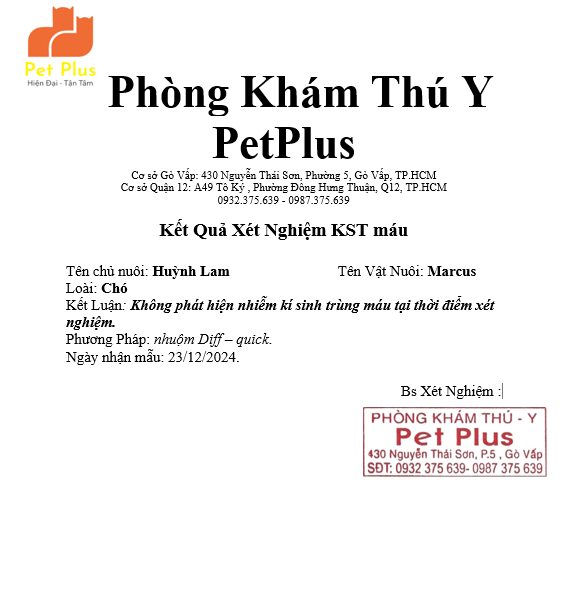 Pet Plus
Hiện Đại - Tận Tâm
Phòng Khám Thú Y
PetPlus
Cơ sở Gò Vấp: 430 Nguyễn Thái Sơn, Phường 5, Gò Vấp, TP.HCM
Cơ sở Quận 12: A49 Tô Ký , Phường Đông Hưng Thuận, Q12, TP.HCM
0932.375.639 - 0987.375.639
Kết Quả Xét Nghiệm KST máu
Tên chủ nuôi: Huỳnh Lam Tên Vật Nuôi: Marcus
Loài: Chó
Kết Luận: Không phát hiện nhiễm kí sinh trùng máu tại thời điểm xét
nghiệm.
Phương Pháp: nhuộm Diff – quick.
Ngày nhận mẫu: 23/12/2024.
Bs Xét Nghiệm :
PHÒNG KHÁM THÚ - Y
Pet Plus
430 Nguyễn Thái Sơn, P.5 , Gò Vấp
SĐT: 0932 375 639- 0987 375 639